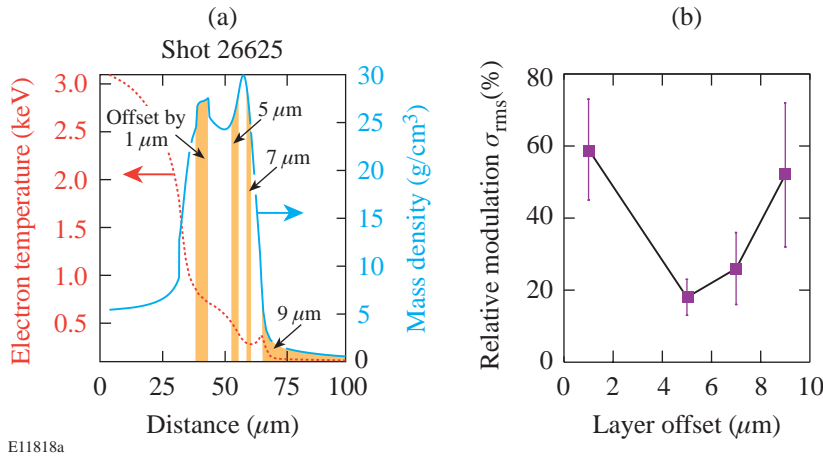 (a)
Shot 26625
Electron temperature (keV)
3.0
2.5
2.0
1.5
1.0
0.5
Offset by
1 μm
5 μm
7 μm
9 μm
30
25
20
15
10
5
0
Mass density (g/cm³)
0 25 50 75 100
Distance (μm)
(b)
Relative modulation σrms(%)
80
60
40
20
0
0 2 4 6 8 10
Layer offset (μm)
E11818a